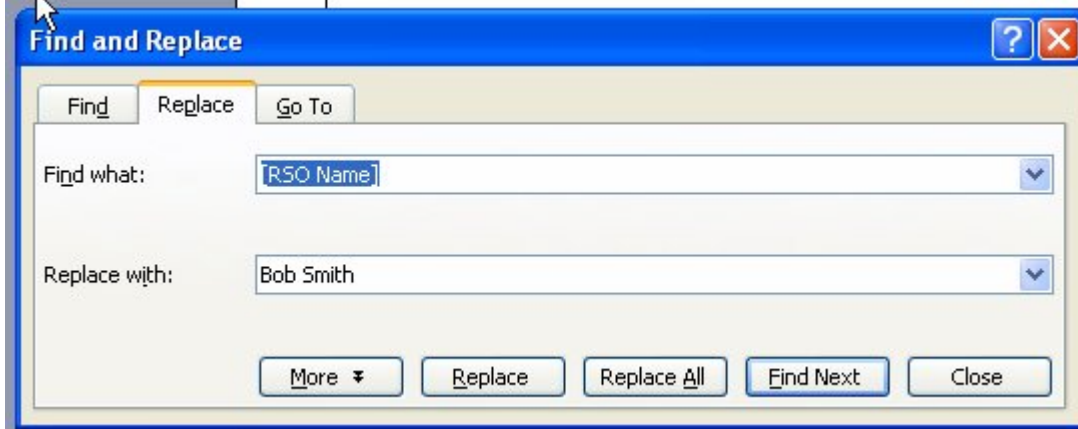 Find and Replace
Find Replace Go To
Find what: [RSO Name]
Replace with: Bob Smith
More Replace Replace All Find Next Close